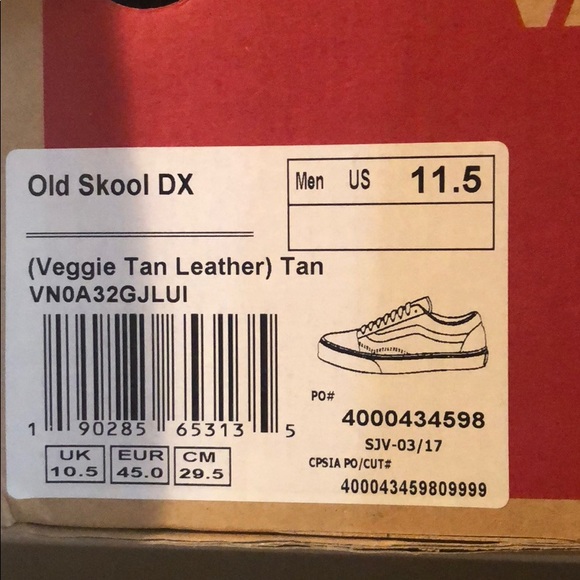 Old Skool DX
Men US 11.5
(Veggie Tan Leather) Tan
VN0A32GJLUI
1 90285 65313 5
UK 10.5
EUR 45.0
CM 29.5
PO#
4000434598
SJV-03/17
CPSIA PO/CUT#
400043459809999